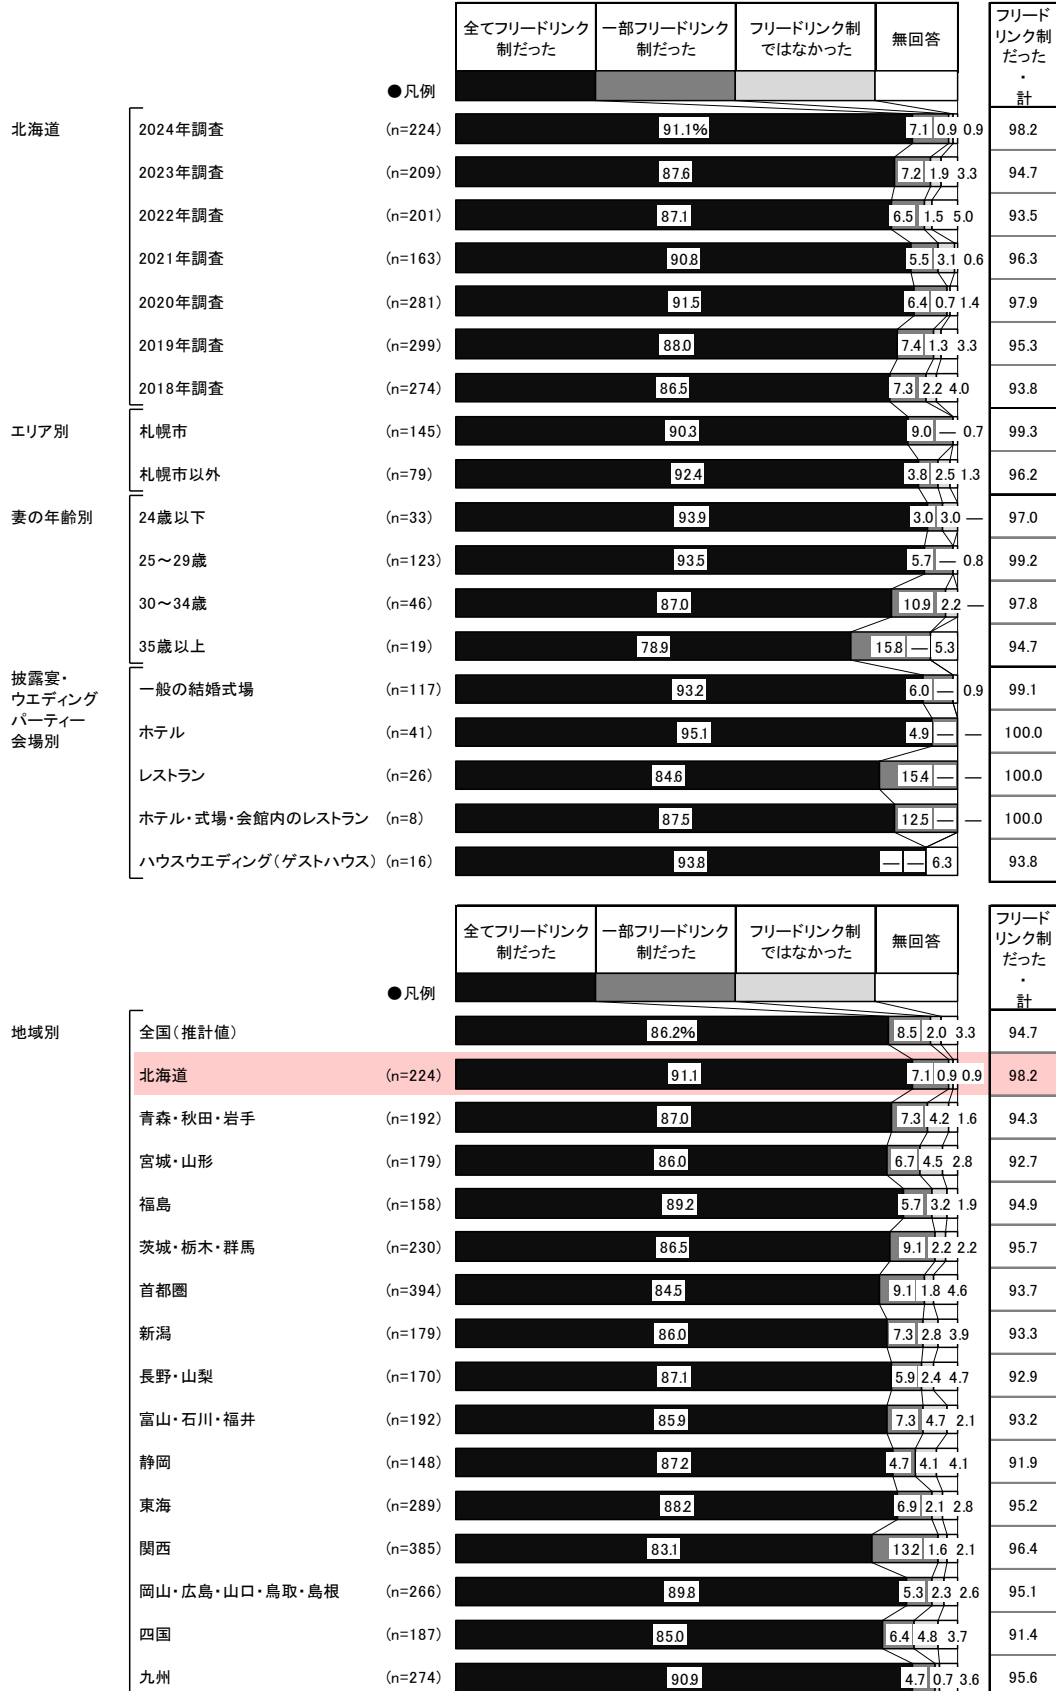 全てフリードリンク制だった 一部フリードリンク制だった フリードリンク制ではなかった 無回答 フリードリンク制だった・計
●凡例
北海道 2024年調査 (n=224) 91.1% 7.1 0.9 0.9 98.2
2023年調査 (n=209) 87.6 7.2 1.9 3.3 94.7
2022年調査 (n=201) 87.1 6.5 1.5 5.0 93.5
2021年調査 (n=163) 90.8 5.5 3.1 0.6 96.3
2020年調査 (n=281) 91.5 6.4 0.7 1.4 97.9
2019年調査 (n=299) 88.0 7.4 1.3 3.3 95.3
2018年調査 (n=274) 86.5 7.3 2.2 4.0 93.8
エリア別 札幌市 (n=145) 90.3 9.0 — 0.7 99.3
札幌市以外 (n=79) 92.4 3.8 2.5 1.3 96.2
妻の年齢別 24歳以下 (n=33) 93.9 3.0 3.0 — 97.0
25～29歳 (n=123) 93.5 5.7 — 0.8 99.2
30～34歳 (n=46) 87.0 10.9 2.2 — 97.8
35歳以上 (n=19) 78.9 15.8 — 5.3 94.7
披露宴・ウエディングパーティー会場別 一般の結婚式場 (n=117) 93.2 6.0 — 0.9 99.1
ホテル (n=41) 95.1 4.9 — — 100.0
レストラン (n=26) 84.6 15.4 — — 100.0
ホテル・式場・会館内のレストラン (n=8) 87.5 12.5 — — 100.0
ハウスウエディング（ゲストハウス） (n=16) 93.8 — — 6.3 93.8
全てフリードリンク制だった 一部フリードリンク制だった フリードリンク制ではなかった 無回答 フリードリンク制だった・計
●凡例
地域別 全国（推計値） 86.2% 8.5 2.0 3.3 94.7
北海道 (n=224) 91.1 7.1 0.9 0.9 98.2
青森・秋田・岩手 (n=192) 87.0 7.3 4.2 1.6 94.3
宮城・山形 (n=179) 86.0 6.7 4.5 2.8 92.7
福島 (n=158) 89.2 5.7 3.2 1.9 94.9
茨城・栃木・群馬 (n=230) 86.5 9.1 2.2 2.2 95.7
首都圏 (n=394) 84.5 9.1 1.8 4.6 93.7
新潟 (n=179) 86.0 7.3 2.8 3.9 93.3
長野・山梨 (n=170) 87.1 5.9 2.4 4.7 92.9
富山・石川・福井 (n=192) 85.9 7.3 4.7 2.1 93.2
静岡 (n=148) 87.2 4.7 4.1 4.1 91.9
東海 (n=289) 88.2 6.9 2.1 2.8 95.2
関西 (n=385) 83.1 13.2 1.6 2.1 96.4
岡山・広島・山口・鳥取・島根 (n=266) 89.8 5.3 2.3 2.6 95.1
四国 (n=187) 85.0 6.4 4.8 3.7 91.4
九州 (n=274) 90.9 4.7 0.7 3.6 95.6